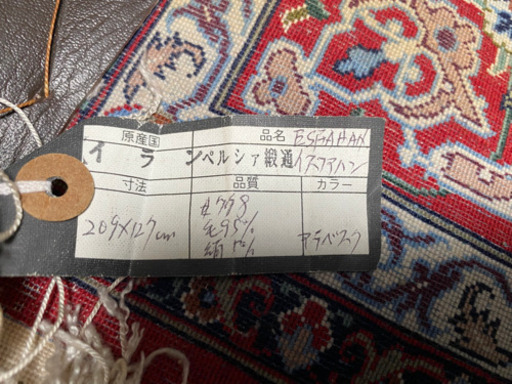 原産国 品名 ESFAHAN
イラン ペルシァ緞通 イスファハン
寸法 品質 カラー
209×127cm 毛95% アラベスク
絹5%